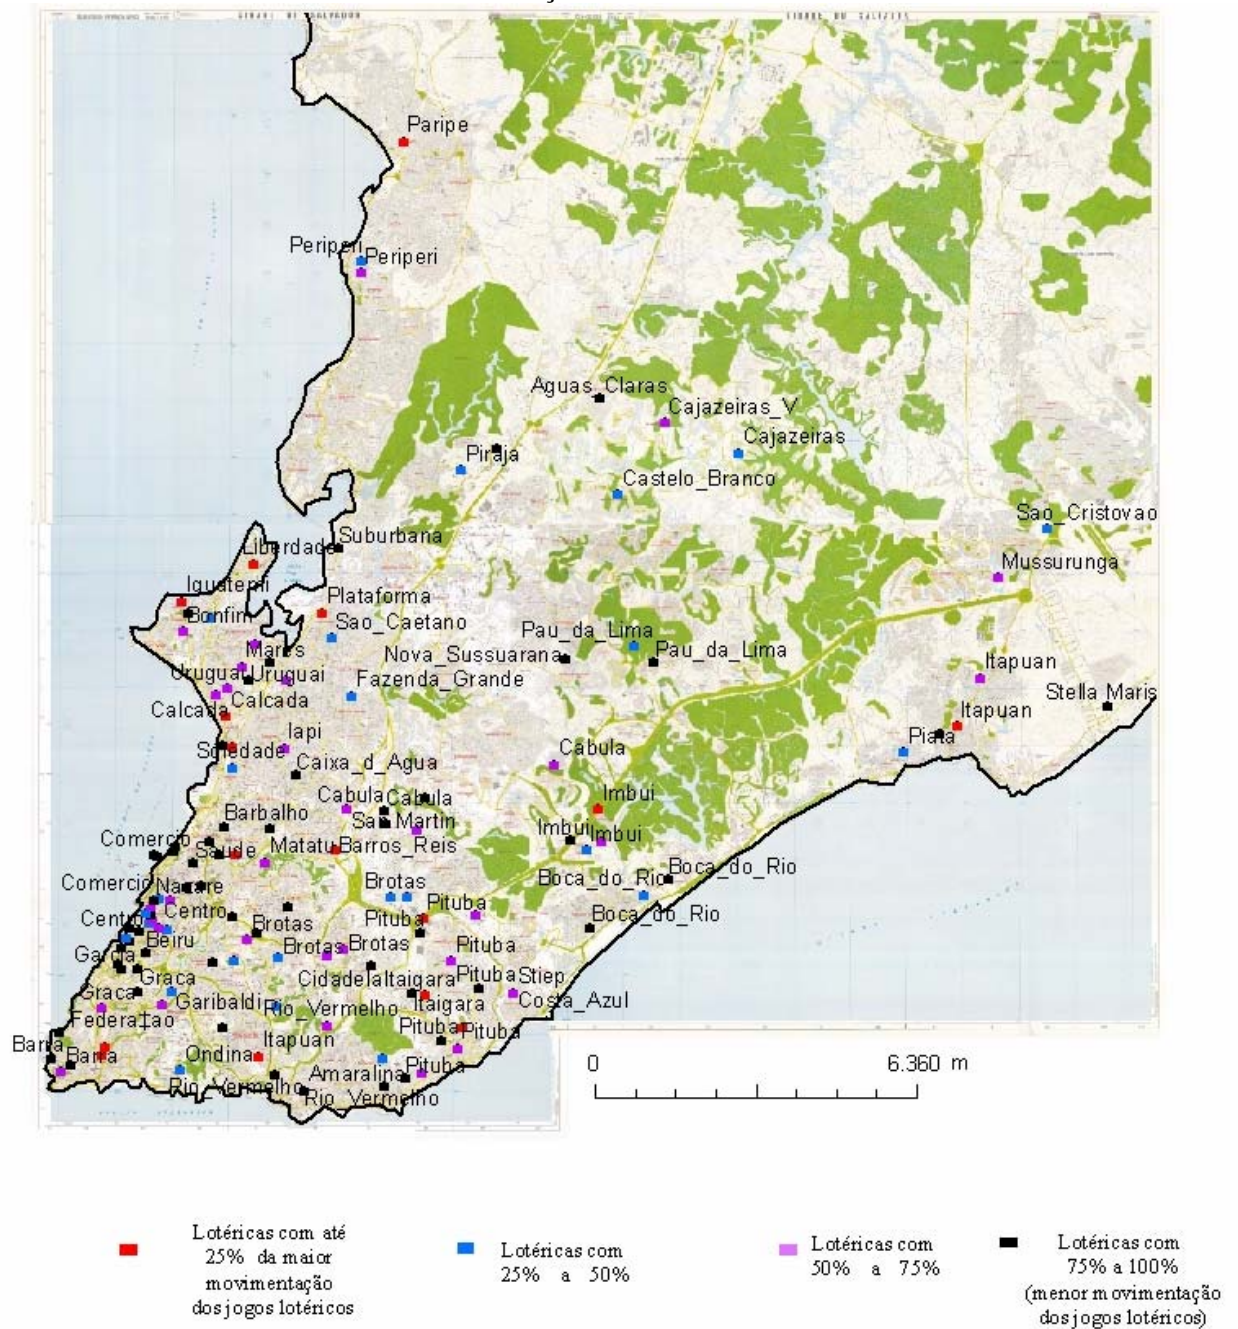 CIDADE DO SALVADOR
Paripe
Periperi
Periperi
Aguas_Claras
Cajazeiras_V
Cajazeiras
Piraja
Castelo_Branco
Sao_Cristovao
Suburbana
Liberdade
Mussurunga
Iguatemi
Plataforma
Bonfim
Sao_Caetano
Pau_da_Lima
Mares
Nova_Sussuarana
Pau_da_Lima
Itapuan
Uruguai
Uruguai
Fazenda_Grande
Stella_Maris
Calcada
Calcada
Itapuan
Iapi
Piata
Soledade
Cabula
Caixa_d_Agua
Cabula
Cabula
Imbui
Barbalho
San_Martin
Comercio
Imbui
Imbui
Saude
Matatu
Barros_Reis
Boca_do_Rio
Boca_do_Rio
Comercio
Nazare
Brotas
Pituba
Centro
Centro
Pituba
Boca_do_Rio
Brotas
Beiru
Garcia
Brotas
Brotas
Pituba
Graca
Cidadela
Itaigara
Pituba
Stiep
Graca
Garibaldi
Rio_Vermelho
Itaigara
Costa_Azul
Federacao
Pituba
Pituba
Barra
Barra
Ondina
Itapuan
Rio_Vermelho
Amaralina
Pituba
Rio_Vermelho
0 6.360 m
Lotéricas com até
25% da maior
movimentação
dos jogos lotéricos
Lotéricas com
25% a 50%
Lotéricas com
50% a 75%
Lotéricas com
75% a 100%
(menor movimentação
dos jogos lotéricos)